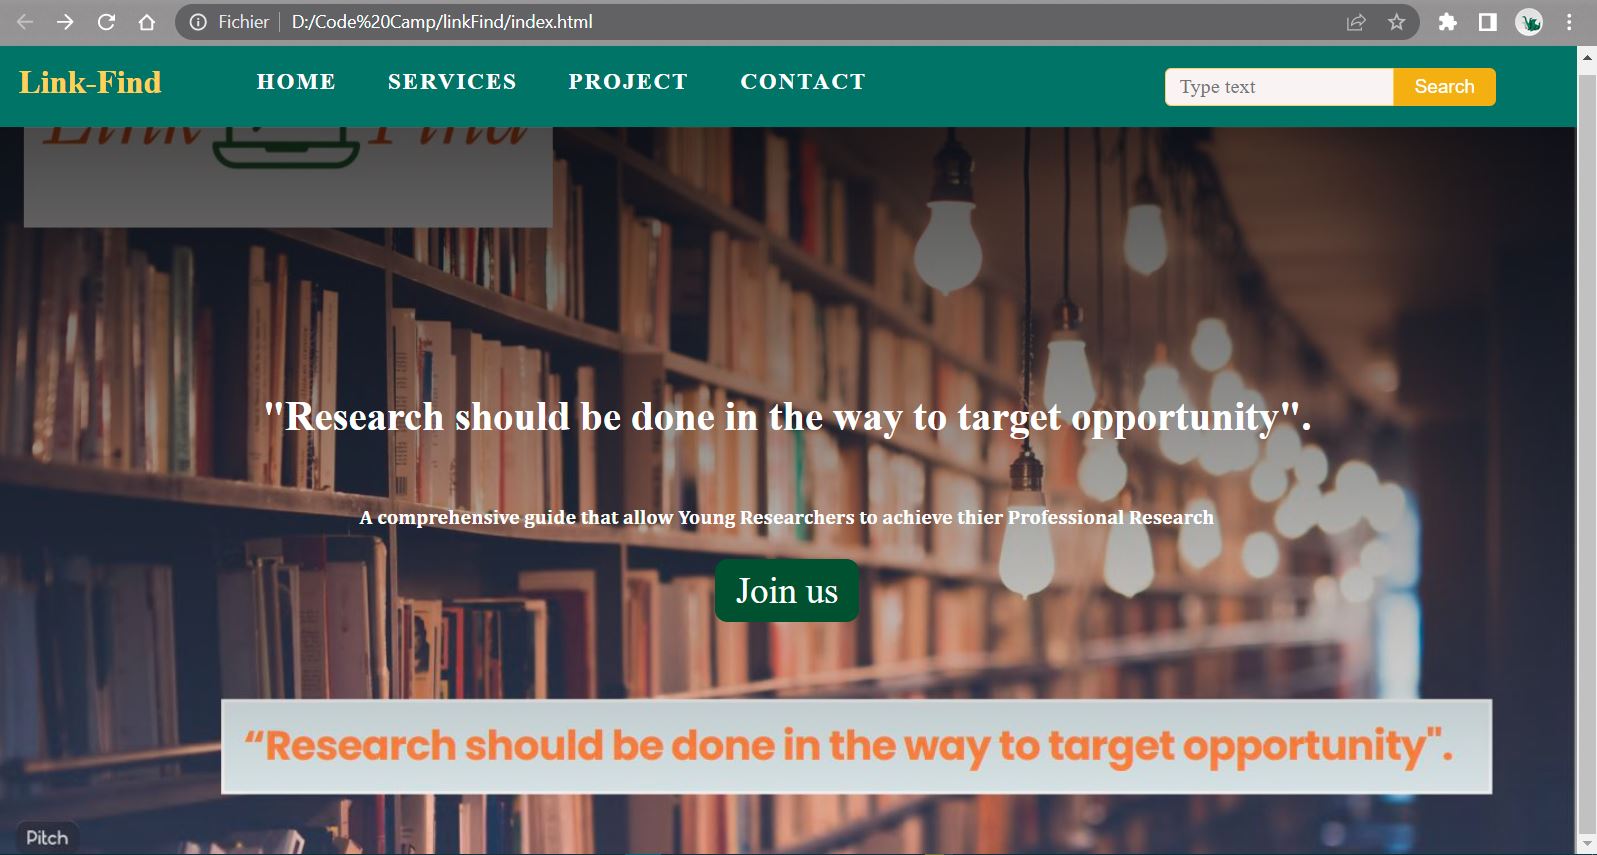 Fichier
D:/Code%20Camp/linkFind/index.html
Link-Find
HOME SERVICES PROJECT CONTACT
Type text
Search
Link Find
"Research should be done in the way to target opportunity".
A comprehensive guide that allow Young Researchers to achieve thier Professional Research
Join us
“Research should be done in the way to target opportunity".
Pitch